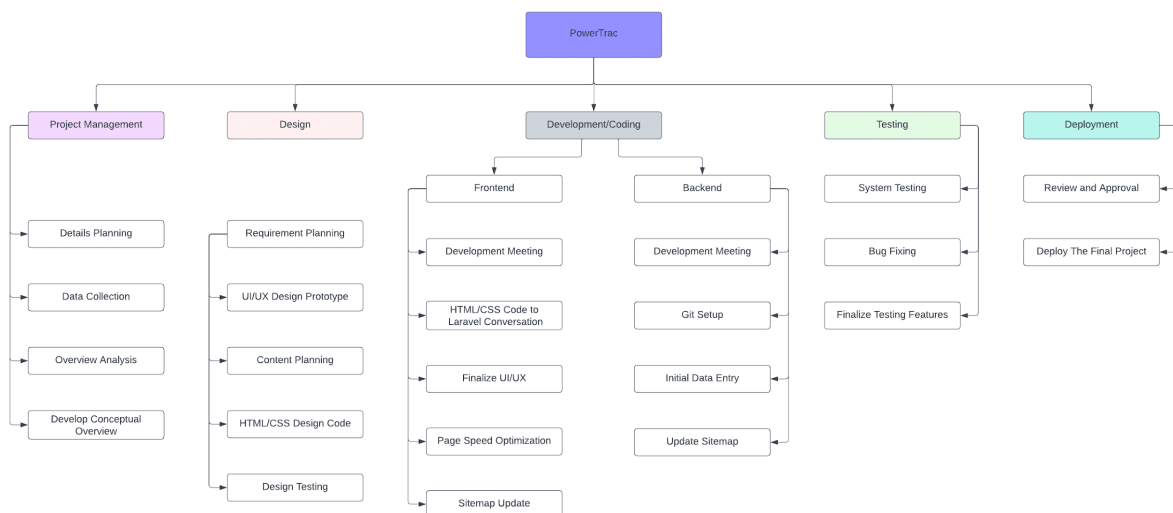 PowerTrac
Project Management
Design
Development/Coding
Testing
Deployment
Frontend
Backend
System Testing
Review and Approval
Details Planning
Requirement Planning
Development Meeting
Development Meeting
Bug Fixing
Deploy The Final Project
Data Collection
UI/UX Design Prototype
HTML/CSS Code to
Laravel Conversation
Git Setup
Finalize Testing Features
Overview Analysis
Content Planning
Finalize UI/UX
Initial Data Entry
Develop Conceptual
Overview
HTML/CSS Design Code
Page Speed Optimization
Update Sitemap
Design Testing
Sitemap Update